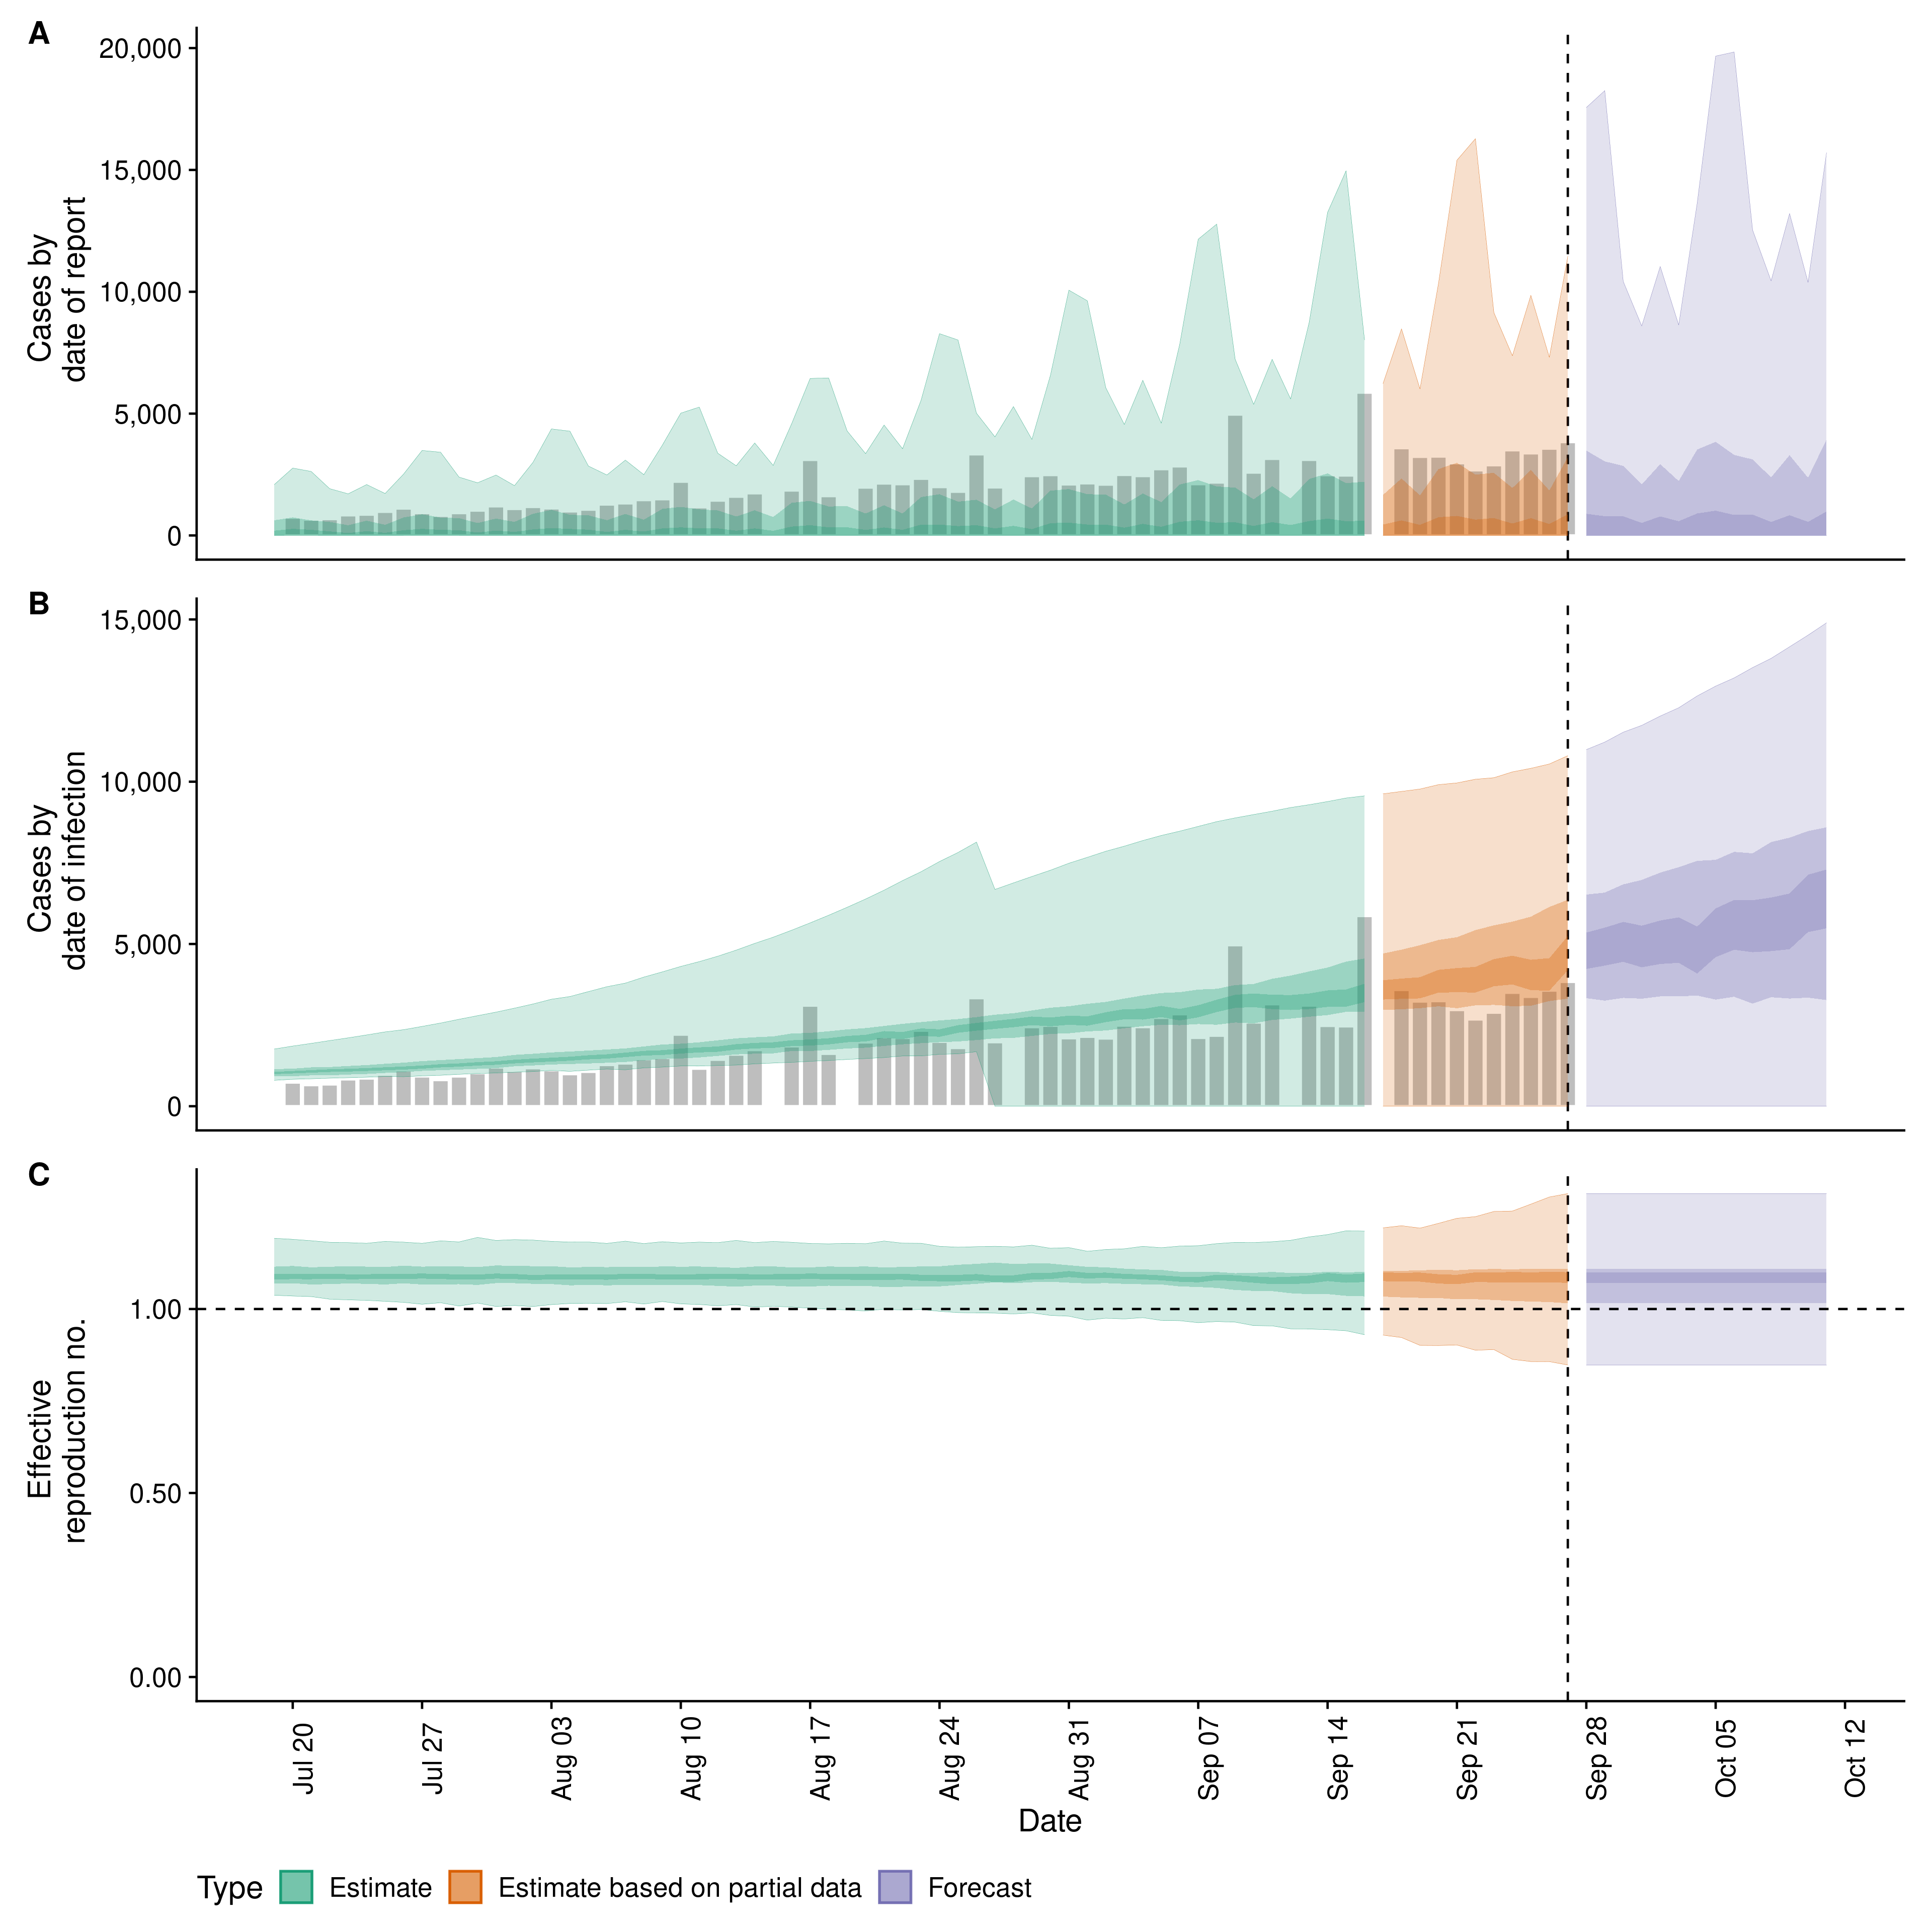 A
20,000
15,000
10,000
5,000
0
Cases by
date of report
B
15,000
10,000
5,000
0
Cases by
date of infection
C
1.00
0.50
0.00
Effective
reproduction no.
Jul 20
Jul 27
Aug 03
Aug 10
Aug 17
Aug 24
Aug 31
Sep 07
Sep 14
Sep 21
Sep 28
Oct 05
Oct 12
Date
Type Estimate Estimate based on partial data Forecast